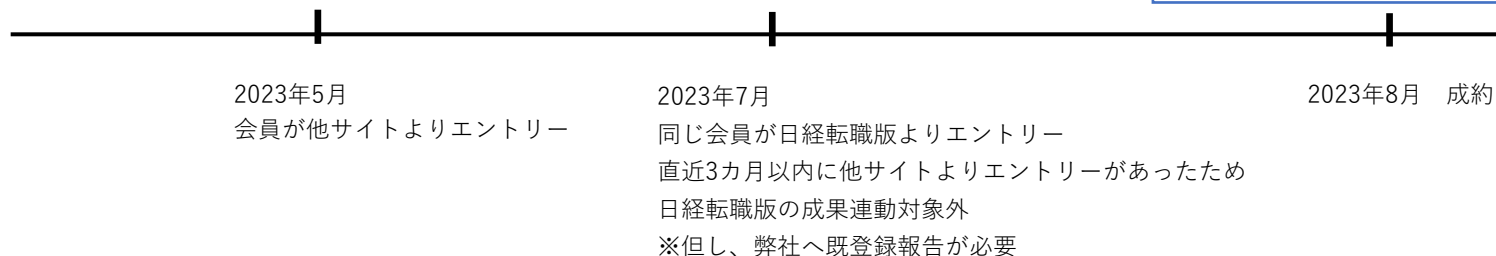 2023年5月
会員が他サイトよりエントリー
2023年7月
同じ会員が日経転職版よりエントリー
直近3カ月以内に他サイトよりエントリーがあったため
日経転職版の成果連動対象外
※但し、弊社へ既登録報告が必要
2023年8月　成約